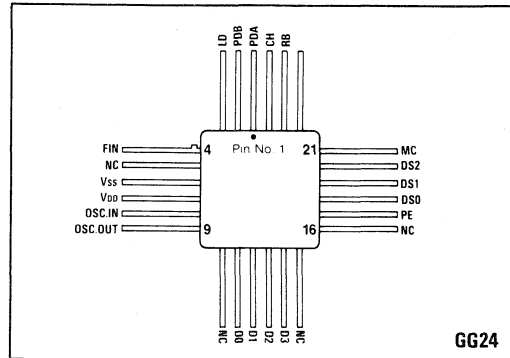 LD PDB PDA CH RB
FIN 4 Pin No. 1 21 MC
NC DS2
VSS DS1
VDD DS0
OSC.IN PE
OSC.OUT 9 16 NC
NC D0 D1 D2 D3 NC
GG24